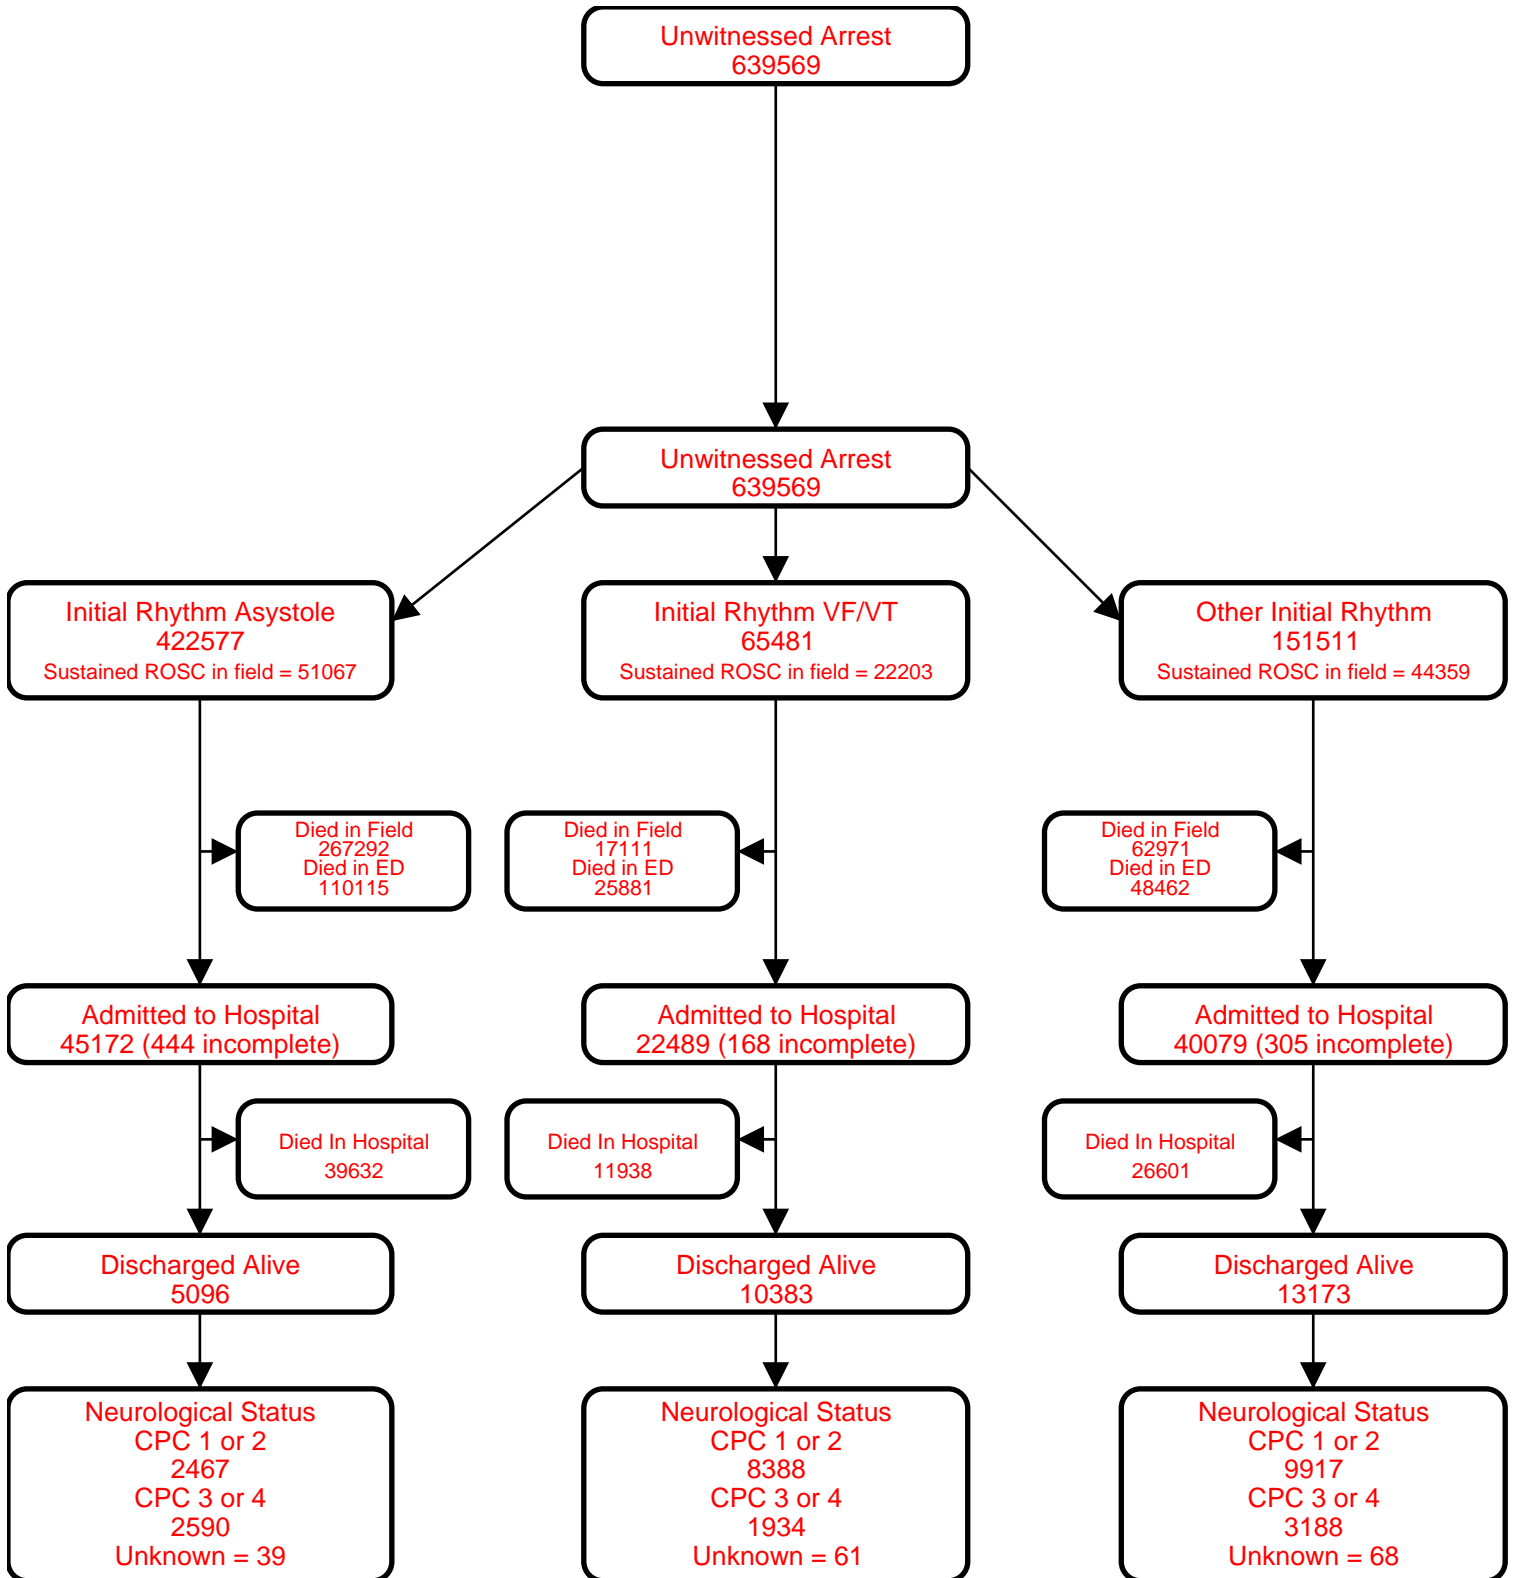 Unwitnessed Arrest
639569
Unwitnessed Arrest
639569
Initial Rhythm Asystole
422577
Sustained ROSC in field = 51067
Initial Rhythm VF/VT
65481
Sustained ROSC in field = 22203
Other Initial Rhythm
151511
Sustained ROSC in field = 44359
Died in Field
267292
Died in ED
110115
Died in Field
17111
Died in ED
25881
Died in Field
62971
Died in ED
48462
Admitted to Hospital
45172 (444 incomplete)
Admitted to Hospital
22489 (168 incomplete)
Admitted to Hospital
40079 (305 incomplete)
Died In Hospital
39632
Died In Hospital
11938
Died In Hospital
26601
Discharged Alive
5096
Discharged Alive
10383
Discharged Alive
13173
Neurological Status
CPC 1 or 2
2467
CPC 3 or 4
2590
Unknown = 39
Neurological Status
CPC 1 or 2
8388
CPC 3 or 4
1934
Unknown = 61
Neurological Status
CPC 1 or 2
9917
CPC 3 or 4
3188
Unknown = 68